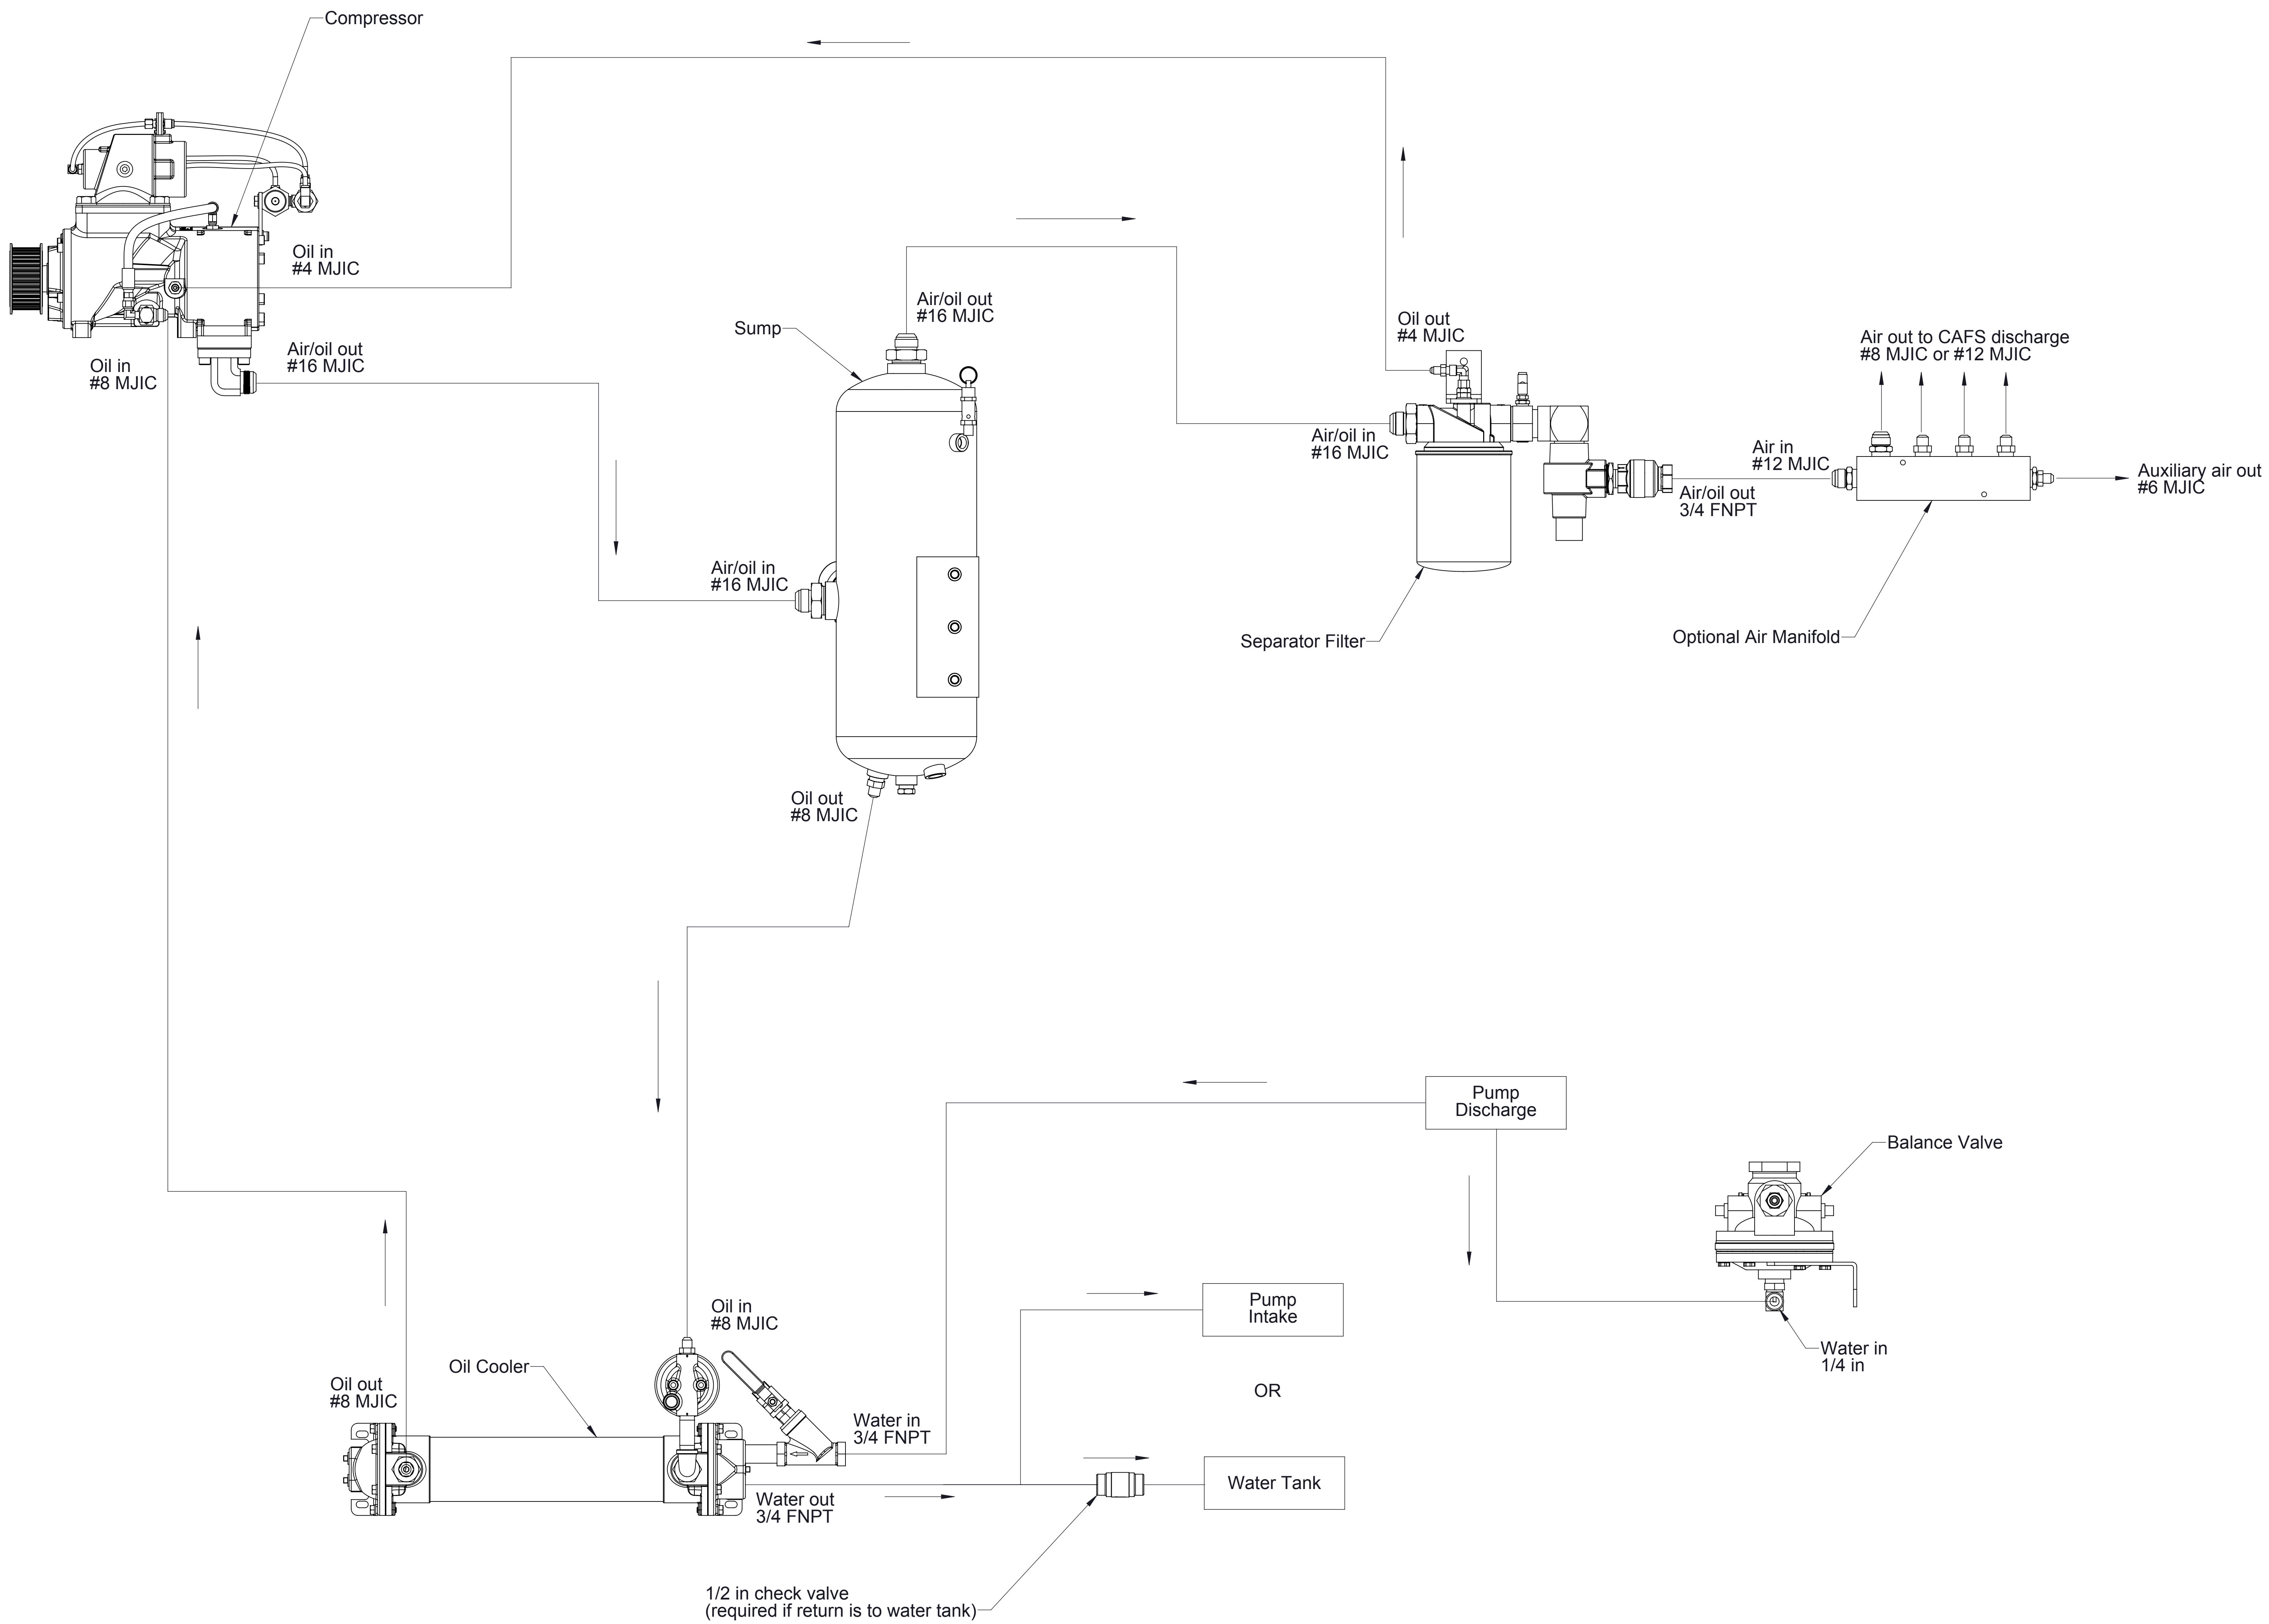 Compressor
Oil in
#4 MJIC
Air/oil out
#16 MJIC
Oil in
#8 MJIC
Sump
Air/oil out
#16 MJIC
Oil out
#4 MJIC
Air out to CAFS discharge
#8 MJIC or #12 MJIC
Air/oil in
#16 MJIC
Air in
#12 MJIC
Auxiliary air out
#6 MJIC
Air/oil out
3/4 FNPT
Air/oil in
#16 MJIC
Separator Filter
Optional Air Manifold
Oil out
#8 MJIC
Pump
Discharge
Balance Valve
Pump
Intake
Oil in
#8 MJIC
Water in
1/4 in
Oil Cooler
Oil out
#8 MJIC
OR
Water in
3/4 FNPT
Water Tank
Water out
3/4 FNPT
1/2 in check valve
(required if return is to water tank)